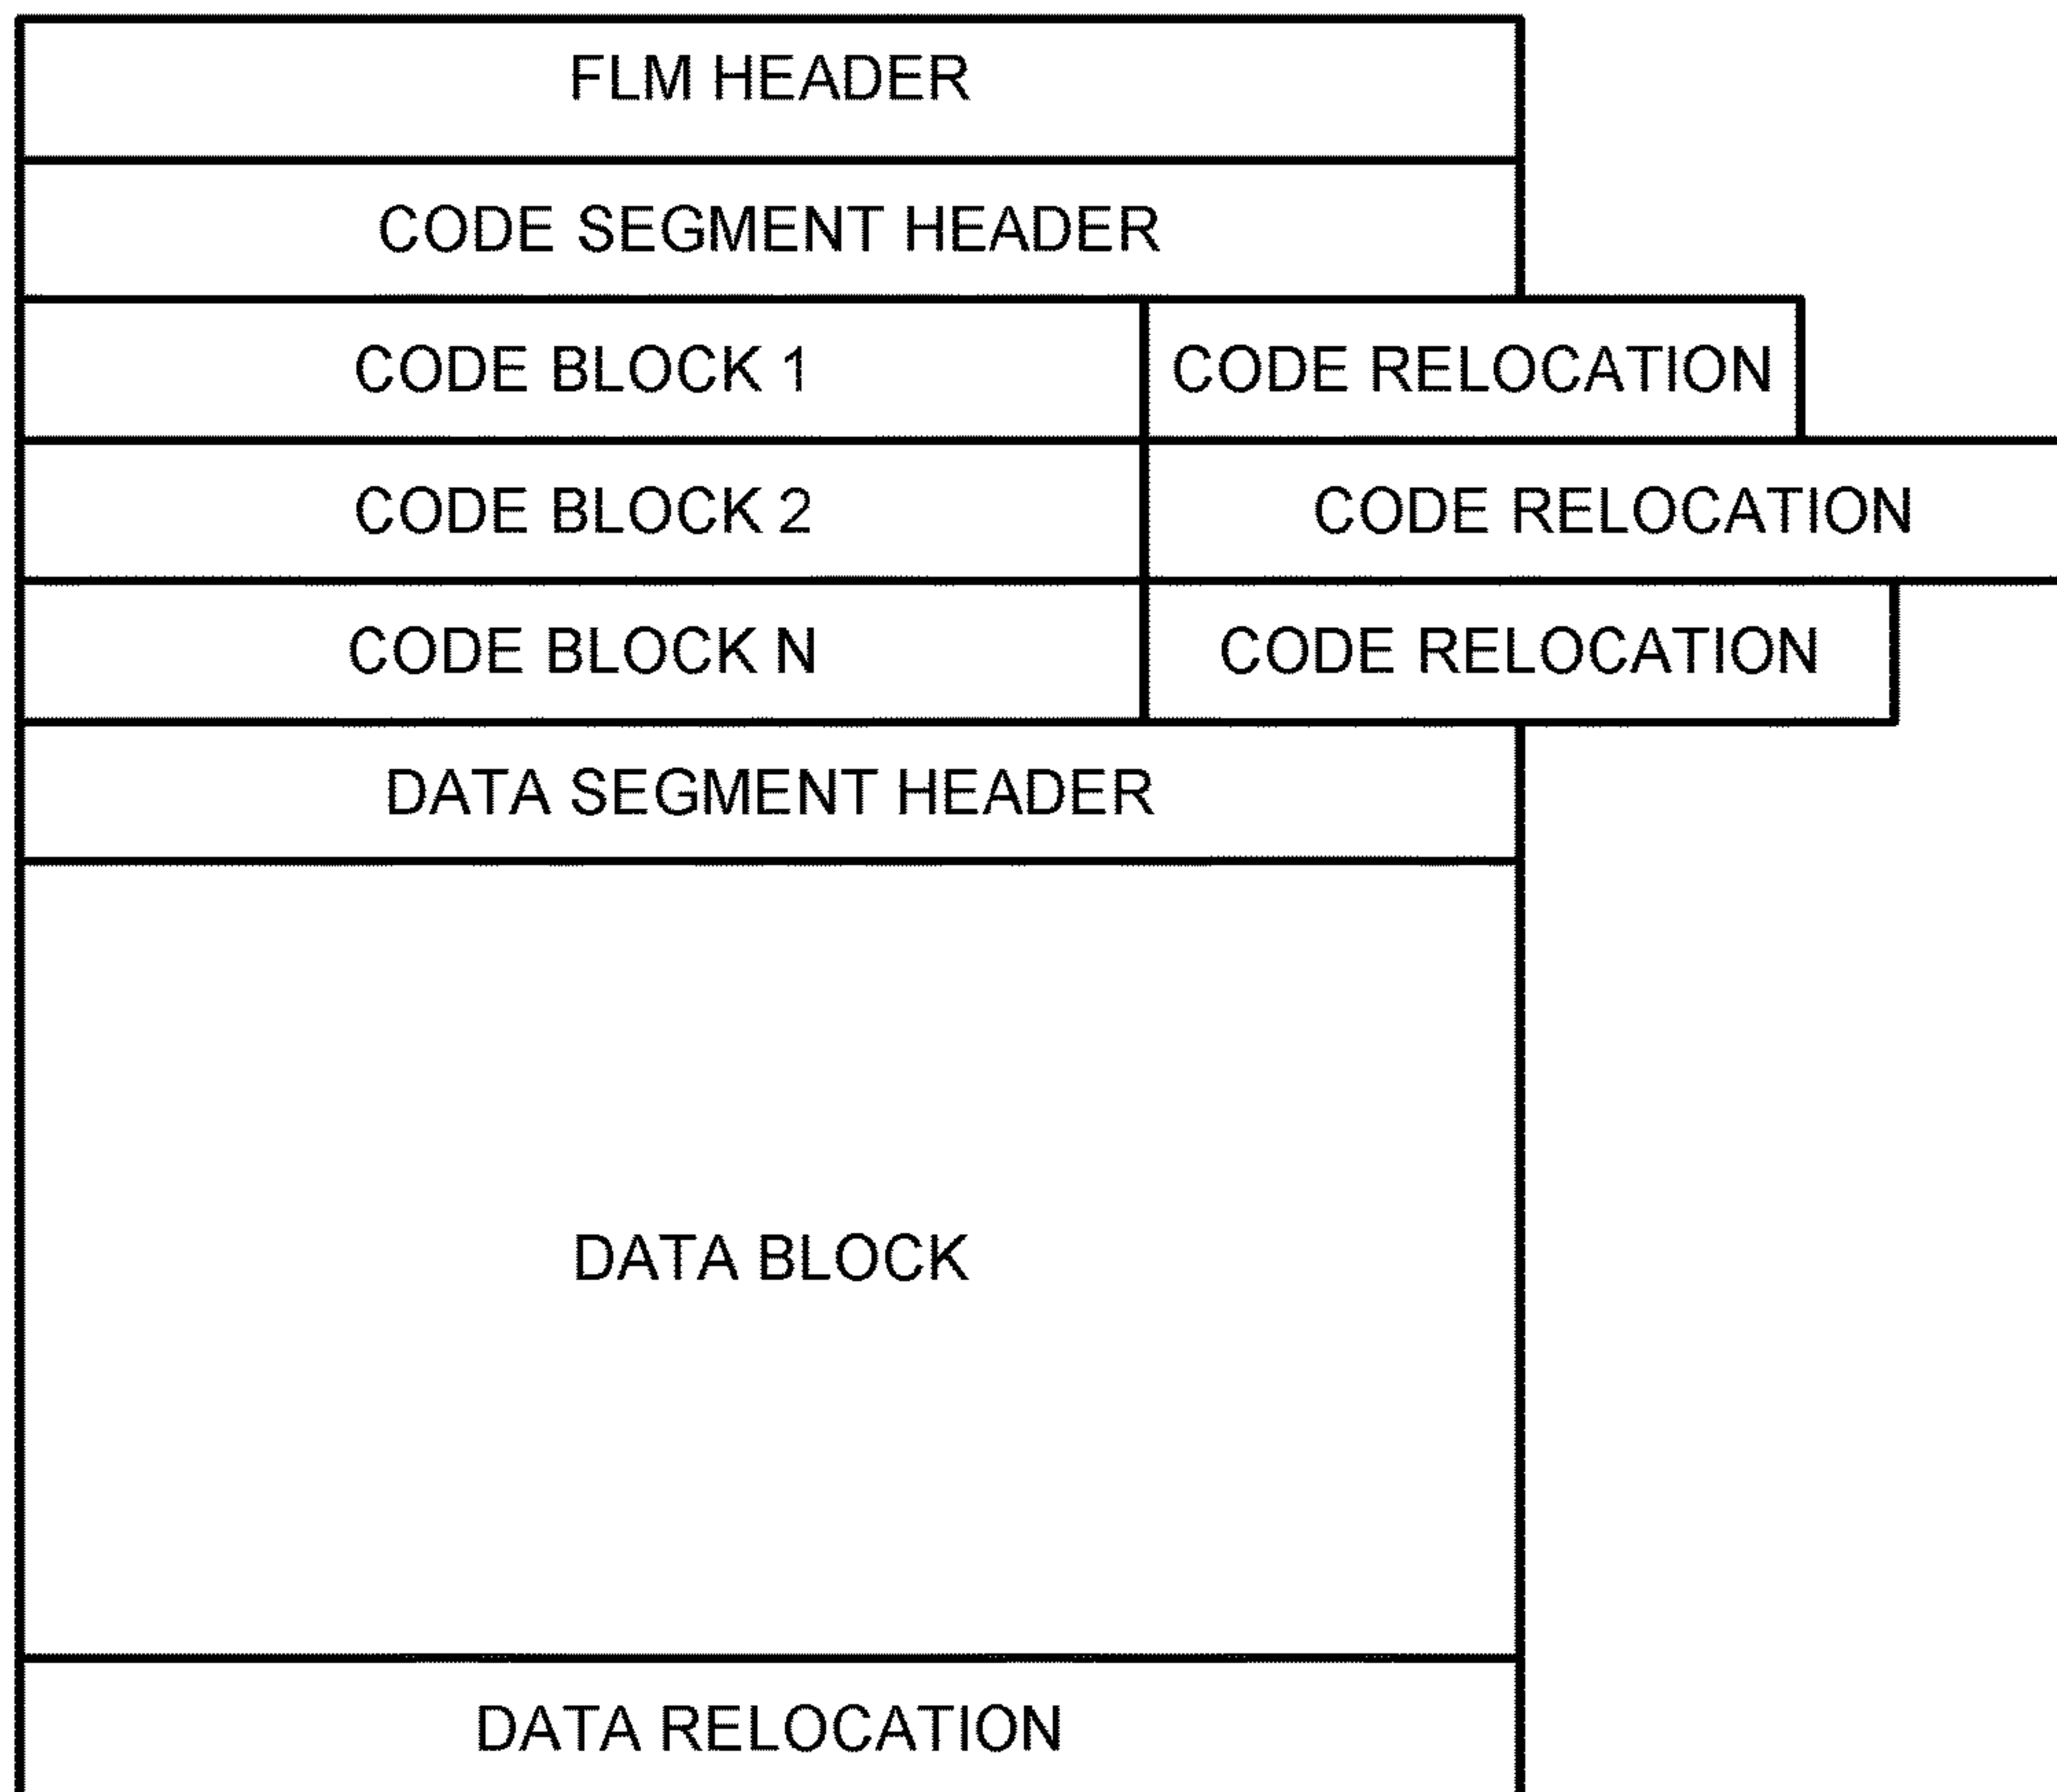 FLM HEADER
CODE SEGMENT HEADER
CODE BLOCK 1 CODE RELOCATION
CODE BLOCK 2 CODE RELOCATION
CODE BLOCK N CODE RELOCATION
DATA SEGMENT HEADER
DATA BLOCK
DATA RELOCATION